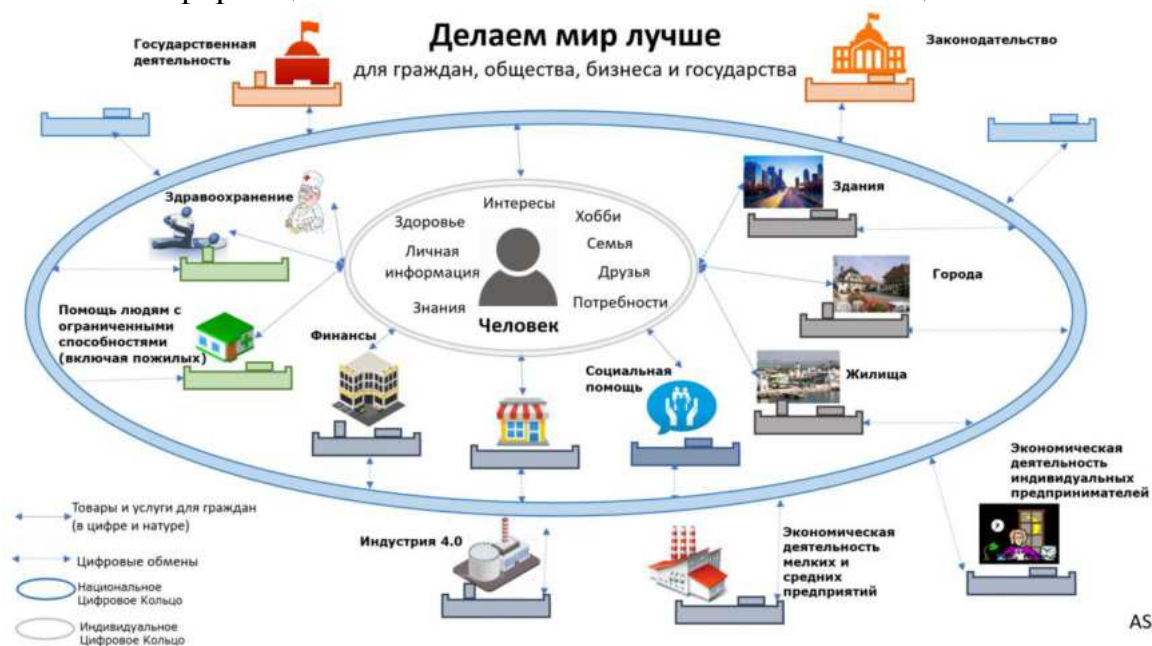 Делаем мир лучше
для граждан, общества, бизнеса и государства
Государственная
деятельность
Законодательство
Здравоохранение
Интересы
Здоровье
Хобби
Личная
информация
Семья
Друзья
Знания
Потребности
Человек
Здания
Города
Жилища
Помощь людям с
ограниченными
способностями
(включая пожилых)
Финансы
Социальная
помощь
Экономическая
деятельность
индивидуальных
предпринимателей
Индустрия 4.0
Экономическая
деятельность
мелких и
средних
предприятий
Товары и услуги для граждан
(в цифре и натуре)
Цифровые обмены
Национальное
Цифровое Кольцо
Индивидуальное
Цифровое Кольцо
AS